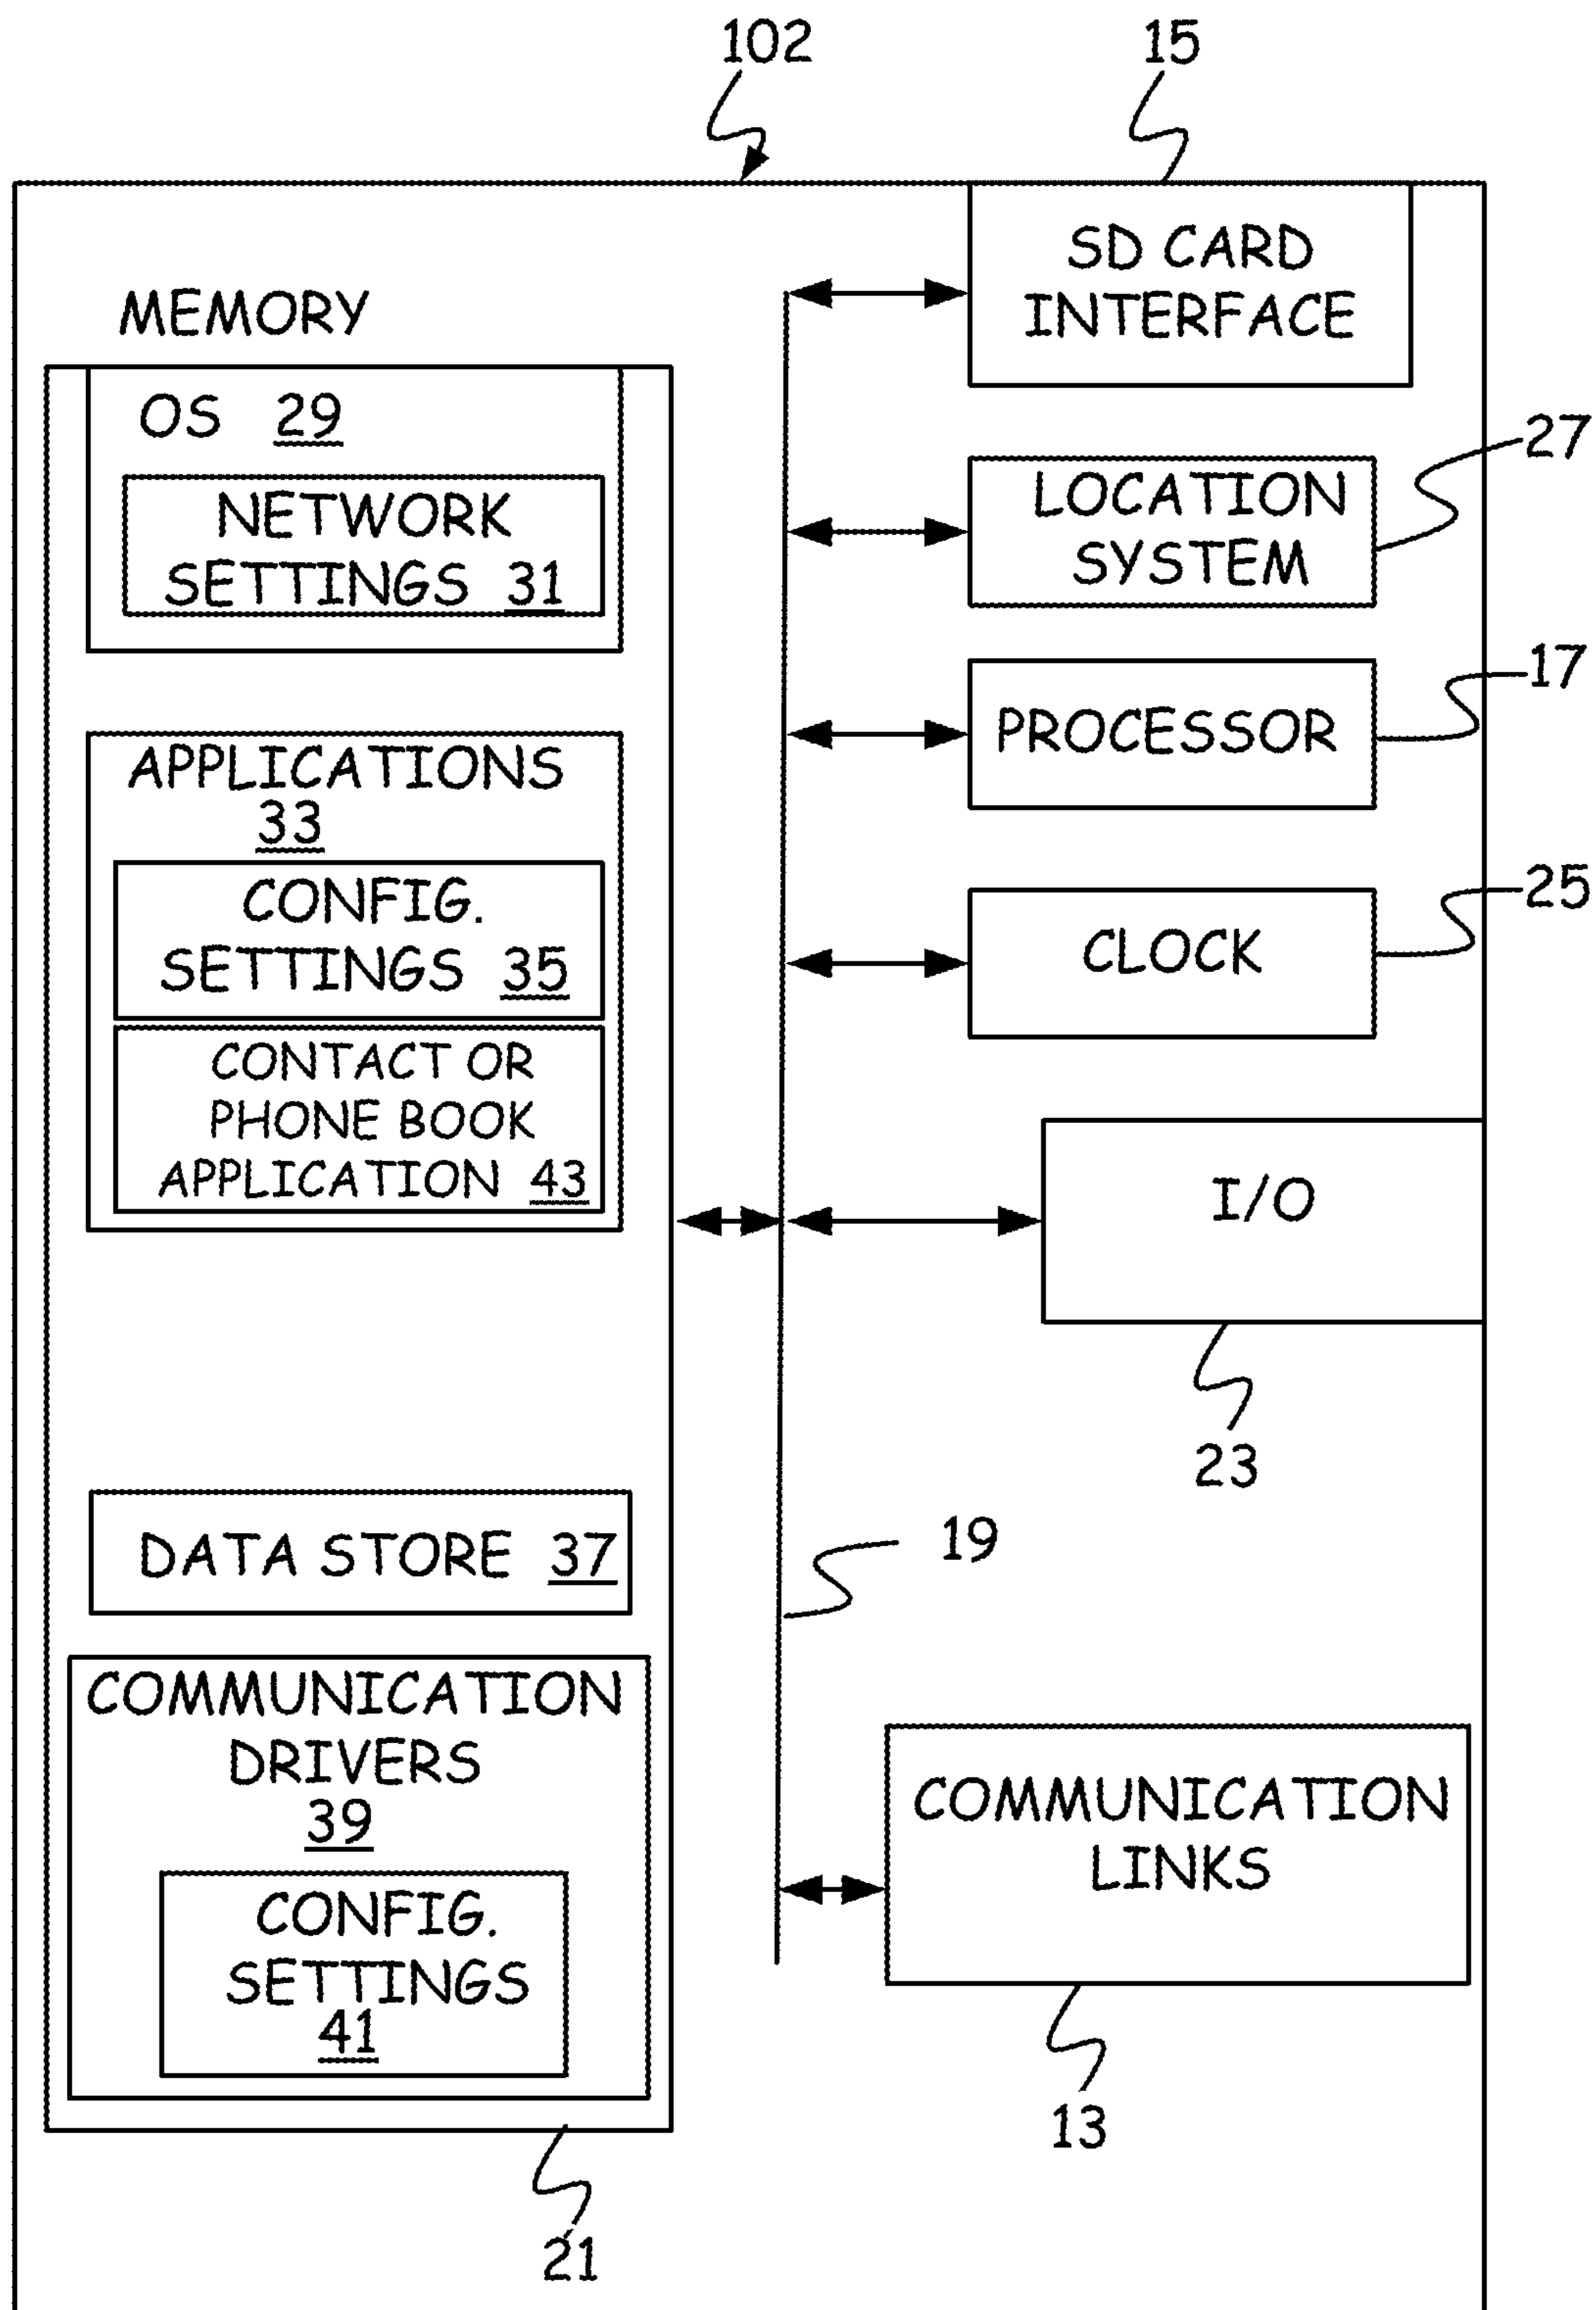 102
15
SD CARD
INTERFACE
MEMORY
OS 29
NETWORK
SETTINGS 31
27
LOCATION
SYSTEM
17
PROCESSOR
APPLICATIONS
33
CONFIG.
SETTINGS 35
25
CLOCK
CONTACT OR
PHONE BOOK
APPLICATION 43
I/O
23
19
DATA STORE 37
COMMUNICATION
DRIVERS
39
CONFIG.
SETTINGS
41
COMMUNICATION
LINKS
13
21